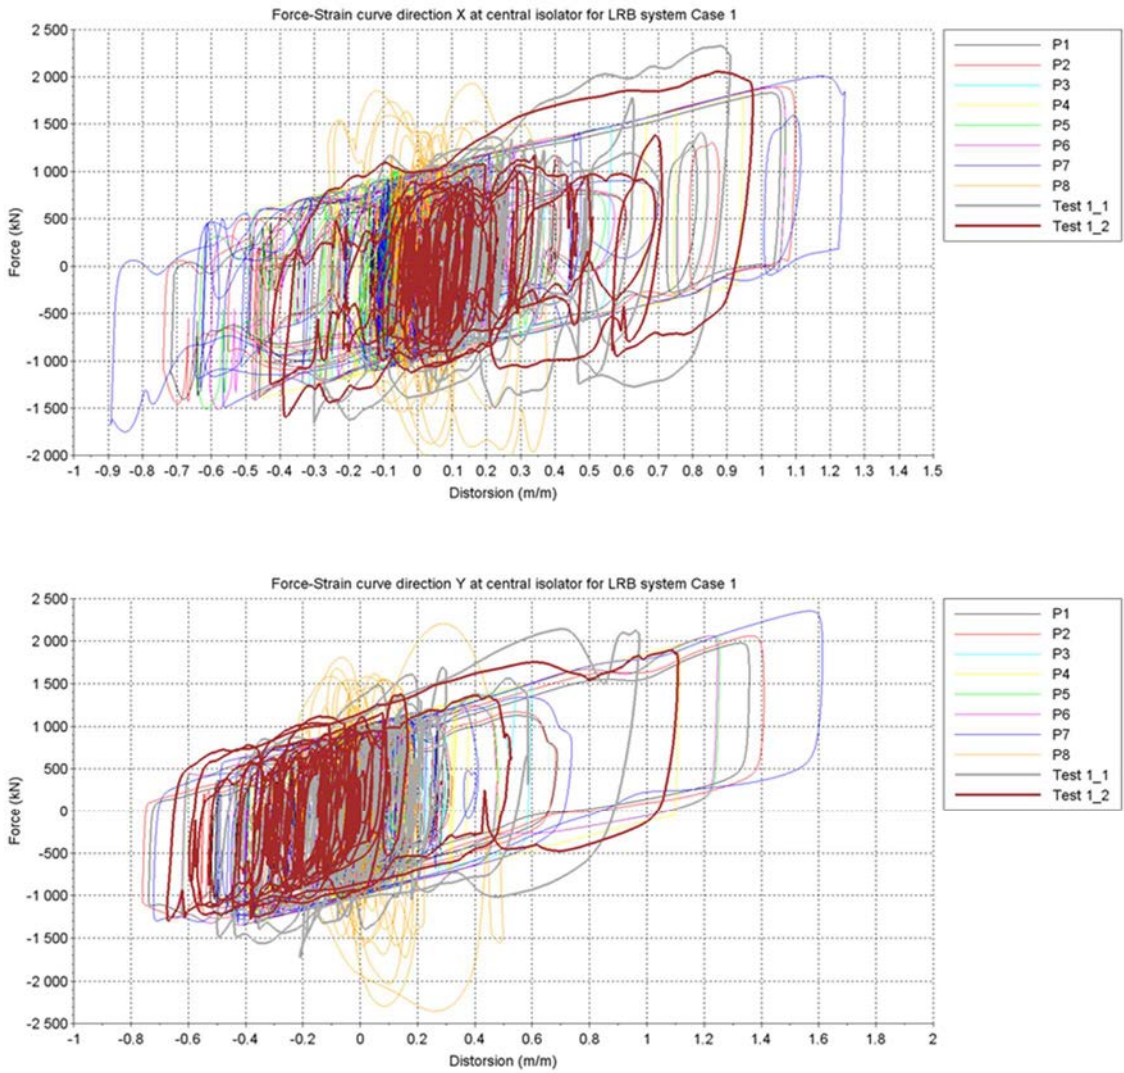 Force-Strain curve direction X at central isolator for LRB system Case 1
2 500
2 000
1 500
1 000
500
0
-500
-1 000
-1 500
-2 000
Force (kN)
-1 -0.9 -0.8 -0.7 -0.6 -0.5 -0.4 -0.3 -0.2 -0.1 0 0.1 0.2 0.3 0.4 0.5 0.6 0.7 0.8 0.9 1 1.1 1.2 1.3 1.4 1.5
Distorsion (m/m)
P1
P2
P3
P4
P5
P6
P7
P8
Test 1_1
Test 1_2
Force-Strain curve direction Y at central isolator for LRB system Case 1
2 500
2 000
1 500
1 000
500
0
-500
-1 000
-1 500
-2 000
-2 500
Force (kN)
-1 -0.8 -0.6 -0.4 -0.2 0 0.2 0.4 0.6 0.8 1 1.2 1.4 1.6 1.8 2
Distorsion (m/m)
P1
P2
P3
P4
P5
P6
P7
P8
Test 1_1
Test 1_2